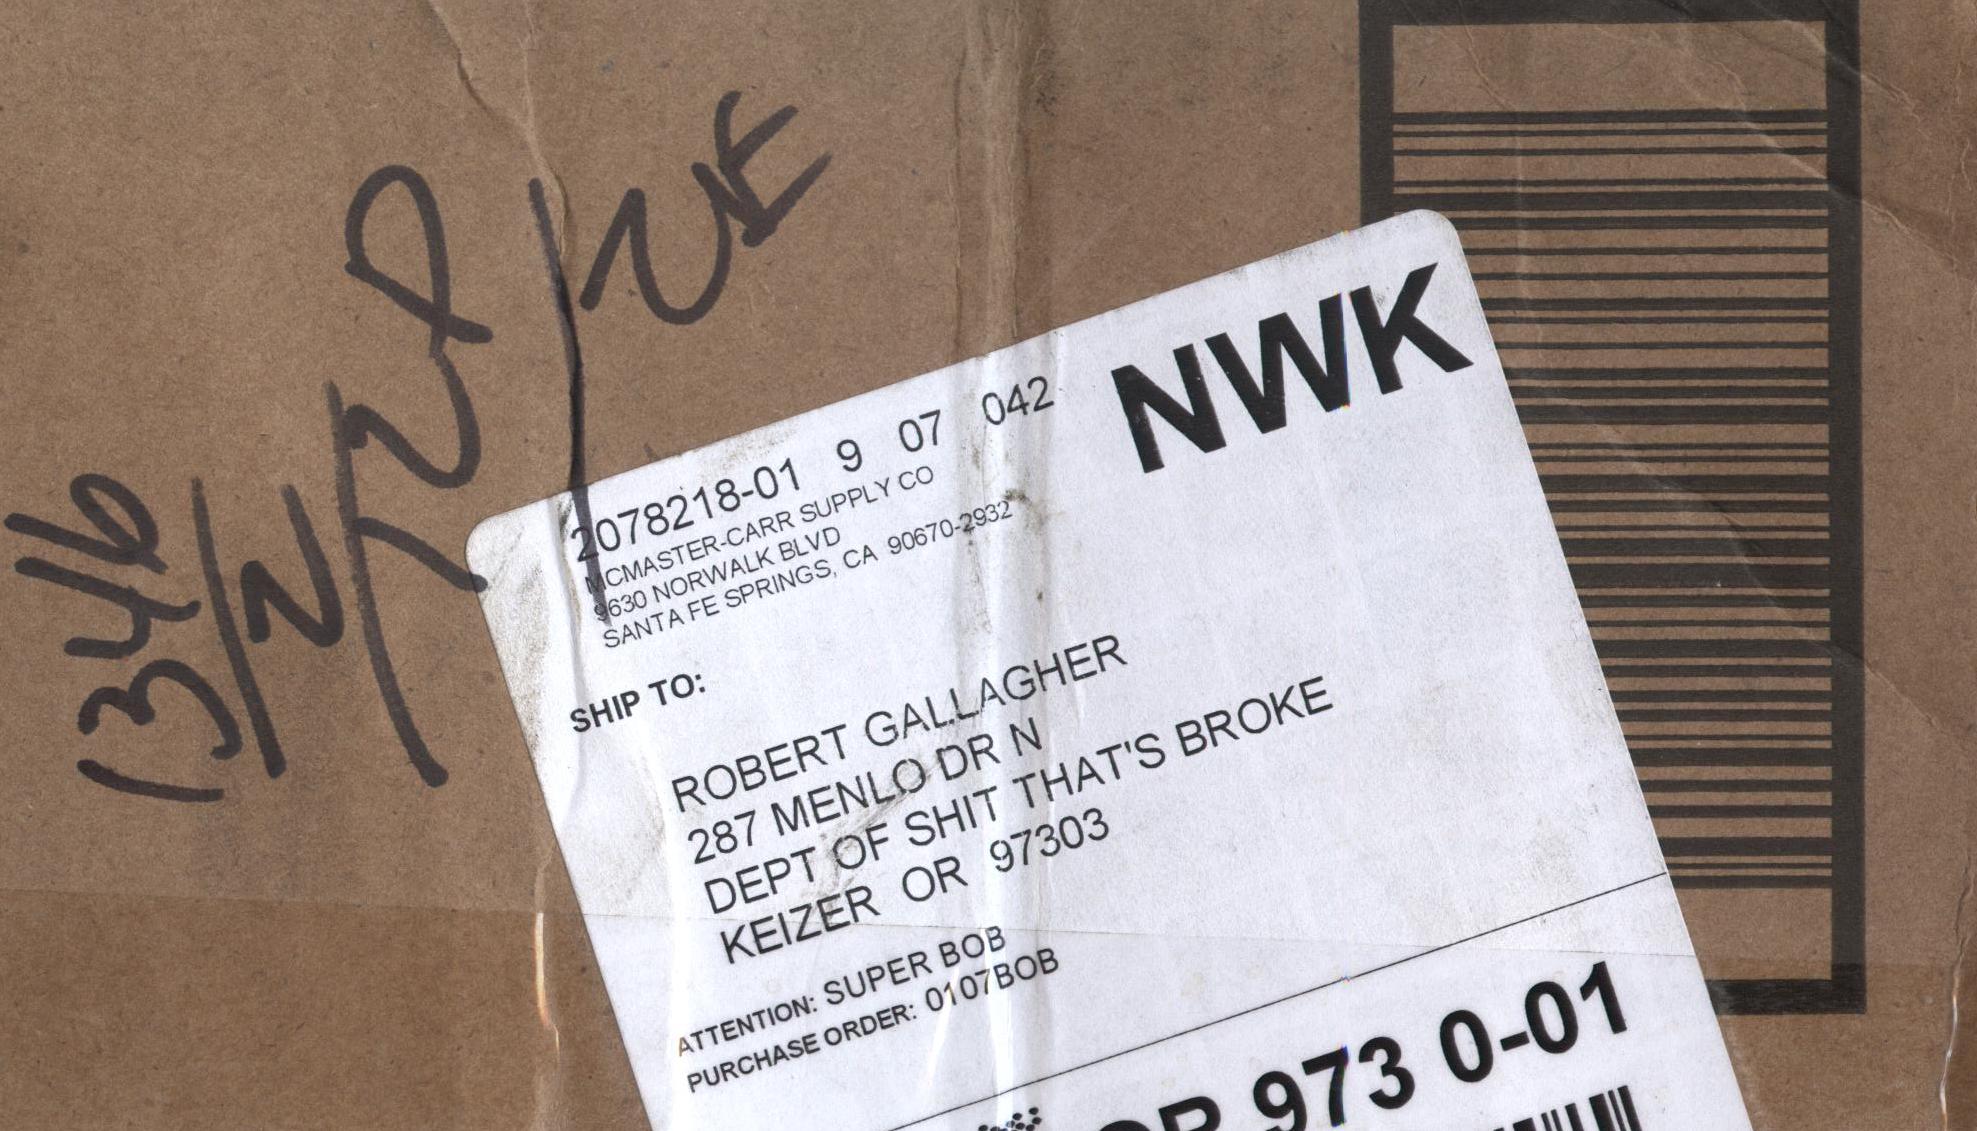 1346
NWK
2078218-01 9 07 042
MCMASTER-CARR SUPPLY CO
9630 NORWALK BLVD
SANTA FE SPRINGS, CA 90670-2932
SHIP TO:
ROBERT GALLAGHER
287 MENLO DR N
DEPT OF SHIT THAT'S BROKE
KEIZER OR 97303
ATTENTION: SUPER BOB
PURCHASE ORDER: 0107BOB
OR 973 0-01